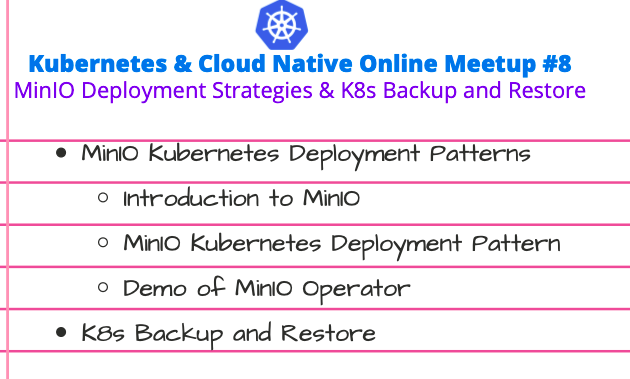 Kubernetes & Cloud Native Online Meetup #8
MinIO Deployment Strategies & K8s Backup and Restore
• MinIO Kubernetes Deployment Patterns
○ Introduction to MinIO
○ MinIO Kubernetes Deployment Pattern
○ Demo of MinIO Operator
• K8s Backup and Restore